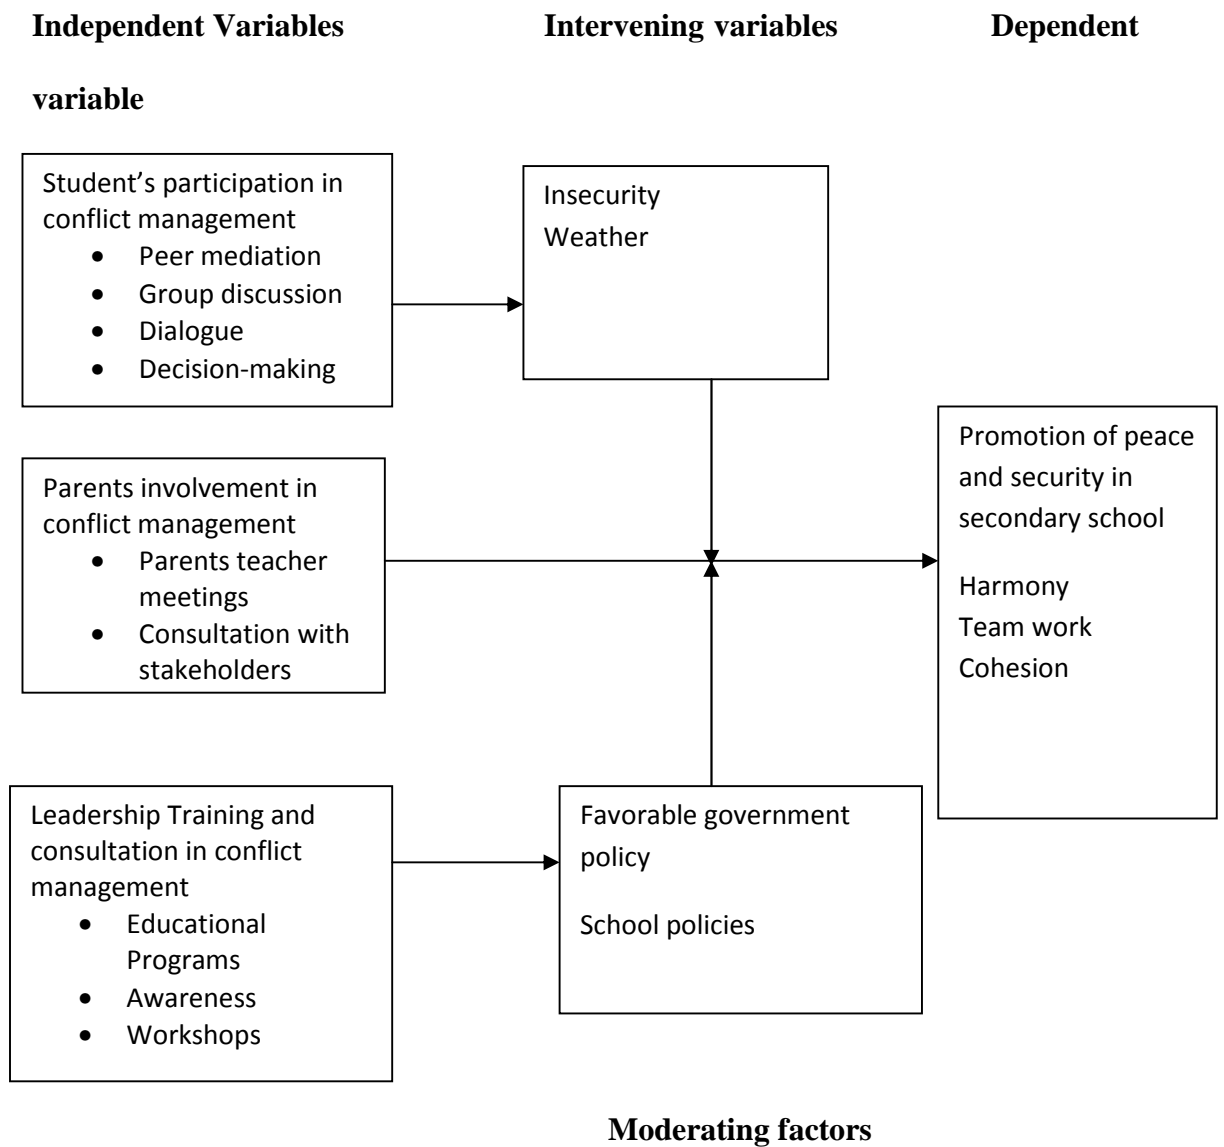 Independent Variables Intervening variables Dependent
variable
Student’s participation in
conflict management
• Peer mediation
• Group discussion
• Dialogue
• Decision-making
Insecurity
Weather
Parents involvement in
conflict management
• Parents teacher
meetings
• Consultation with
stakeholders
Promotion of peace
and security in
secondary school
Harmony
Team work
Cohesion
Leadership Training and
consultation in conflict
management
• Educational
Programs
• Awareness
• Workshops
Favorable government
policy
School policies
Moderating factors